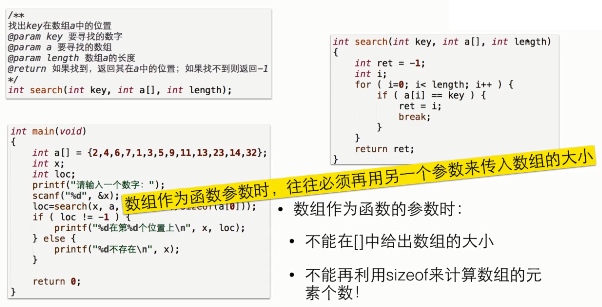 /**
找出key在数组a中的位置
@param key 要寻找的数字
@param a 要寻找的数组
@param length 数组a的长度
@return 如果找到，返回其在a中的位置；如果找不到则返回-1
*/
int search(int key, int a[], int length);
int search(int key, int a[], int length)
{
    int ret = -1;
    int i;
    for ( i=0; i< length; i++ ) {
        if ( a[i] == key ) {
            ret = i;
            break;
        }
    }
    return ret;
}
int main(void)
{
    int a[] = {2,4,6,7,1,3,5,9,11,13,23,14,32};
    int x;
    int loc;
    printf("请输入一个数字：");
    scanf("%d", &x);
    loc=search(x, a, sizeof(a[0]));
    if ( loc != -1 ) {
        printf("%d在第%d个位置上\n", x, loc);
    } else {
        printf("%d不存在\n", x);
    }
    return 0;
}
数组作为函数参数时，往往必须再用另一个参数来传入数组的大小
• 数组作为函数的参数时：
• 不能在[]中给出数组的大小
• 不能再利用sizeof来计算数组的元
素个数！